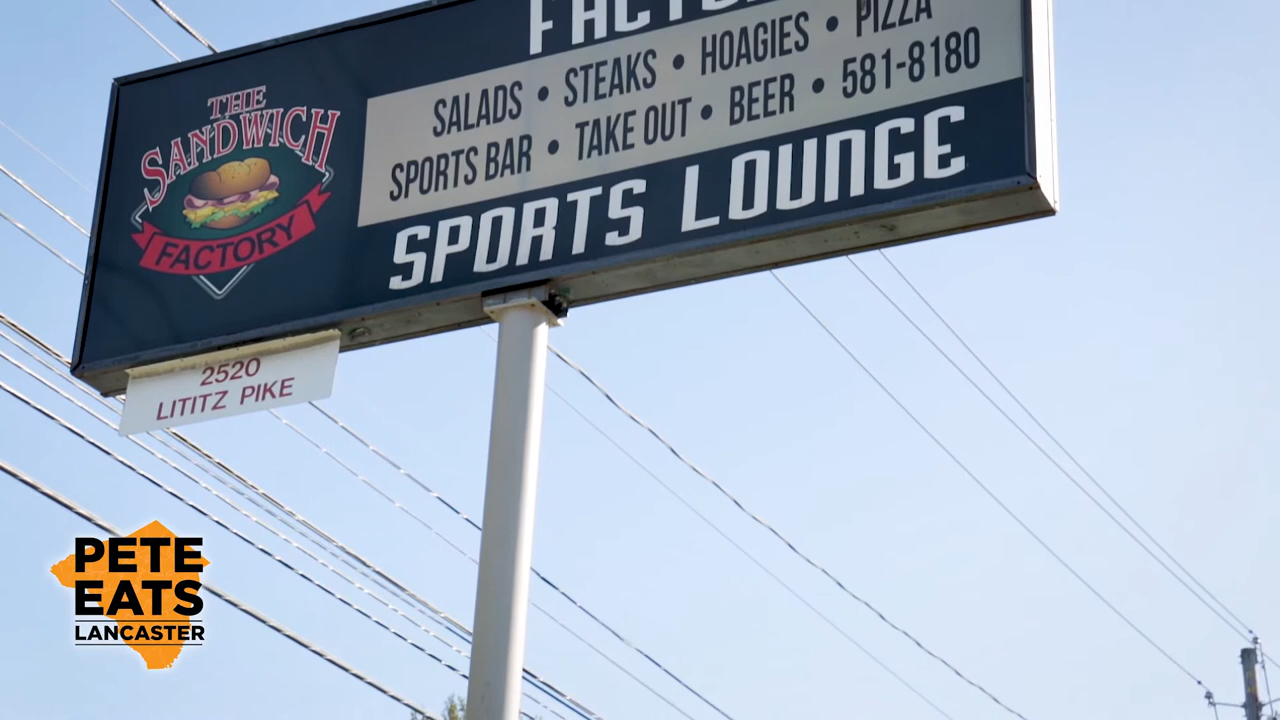 FACTORY
SALADS • STEAKS • HOAGIES • PIZZA
SPORTS BAR • TAKE OUT • BEER • 581-8180
SPORTS LOUNGE
THE
SANDWICH
FACTORY
2520
LITITZ PIKE
PETE
EATS
LANCASTER